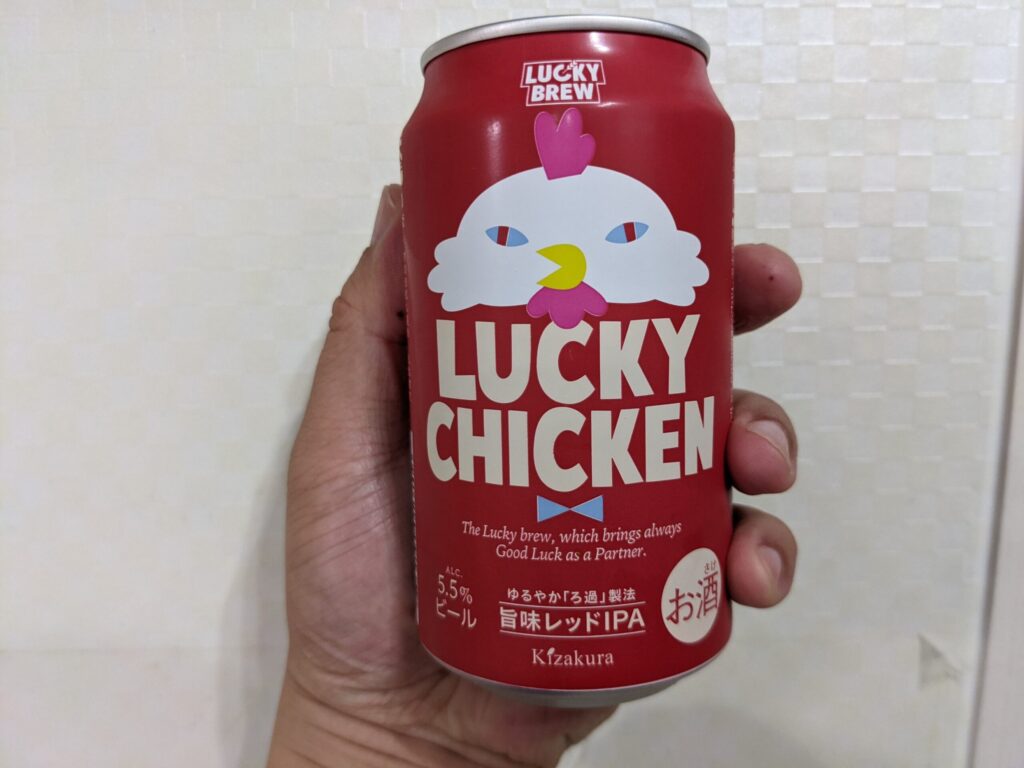 LUCKY
BREW
LUCKY
CHICKEN
The Lucky brew, which brings always
Good Luck as a Partner.
ALC.
5.5%
ビール
ゆるやか「ろ過」製法
旨味レッドIPA
Kizakura
さけ
お酒